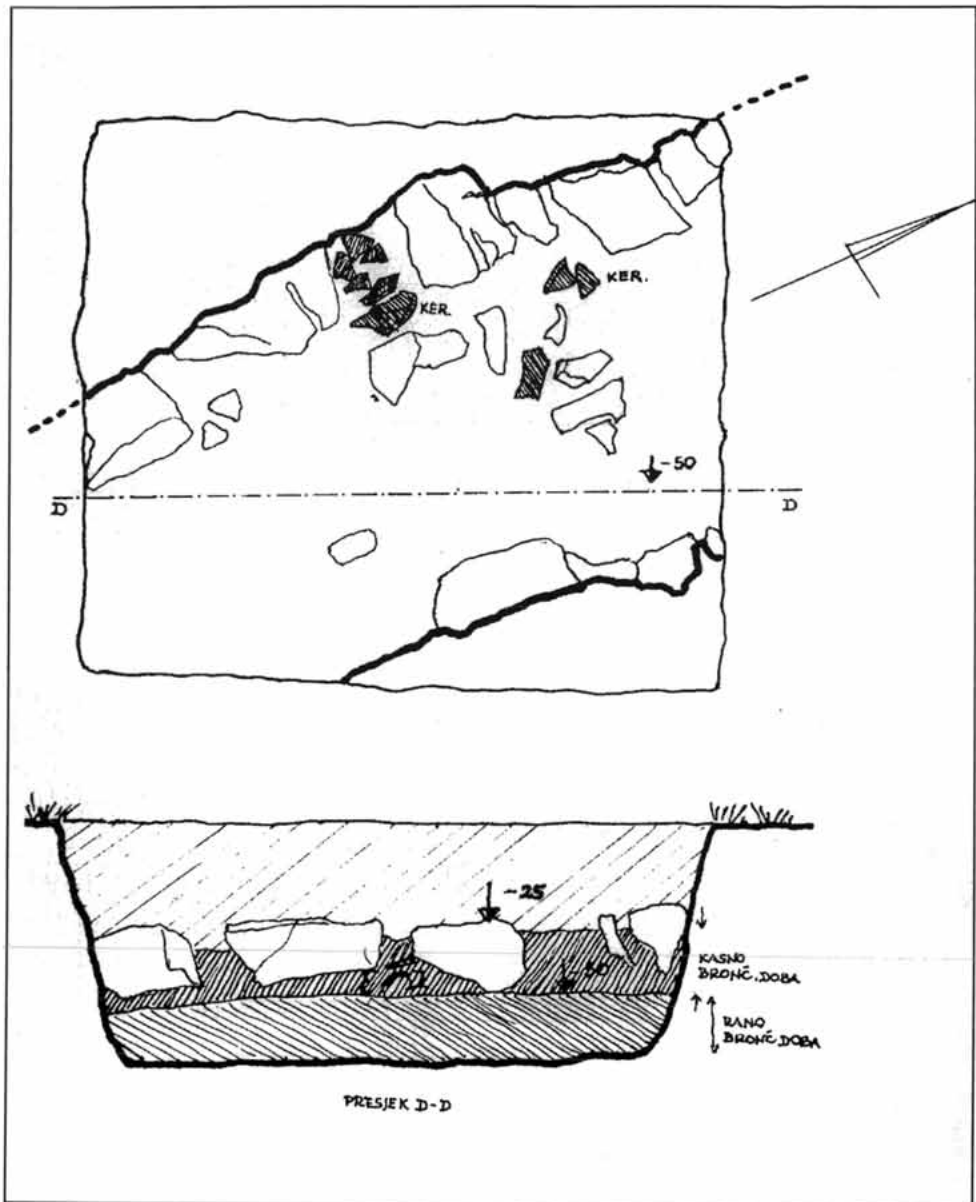 KER.
KER.
-50
D
D
-25
-50
KASNO
BRONČ. DOBA
RANO
BRONČ DOBA
PRESJEK D-D